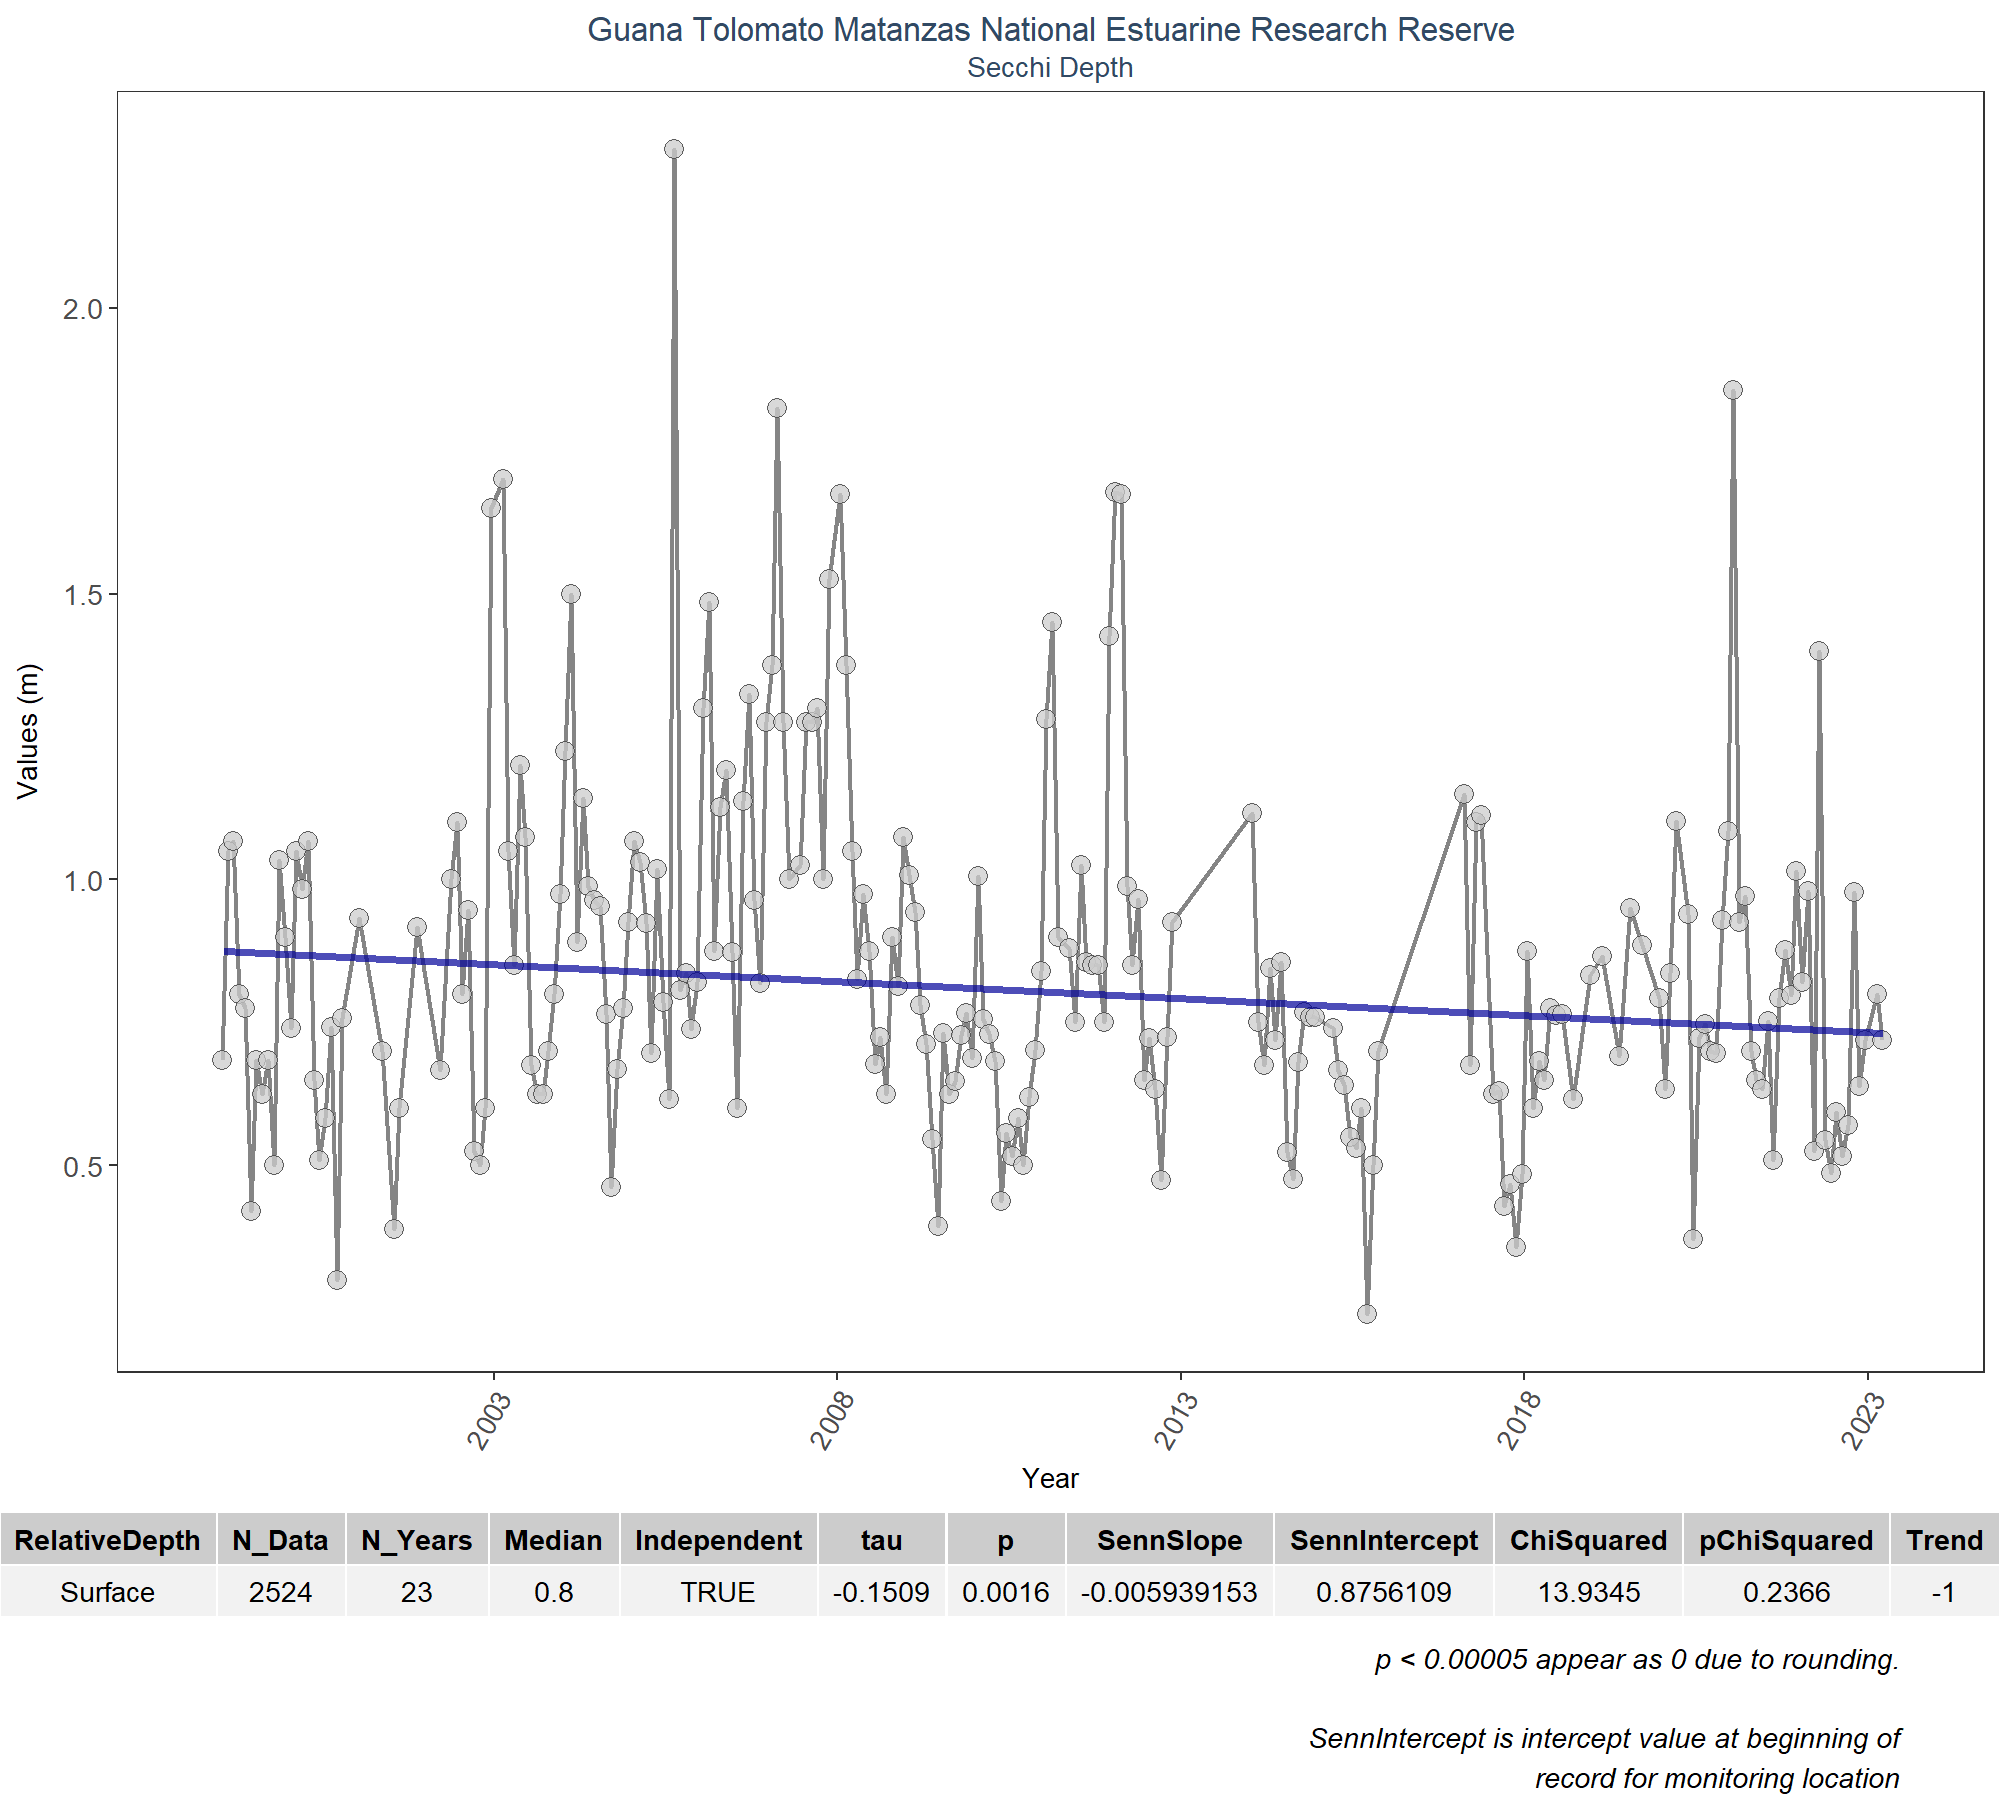 Guana Tolomato Matanzas National Estuarine Research Reserve
Secchi Depth
Values (m)
2.0
1.5
1.0
0.5
2003 2008 2013 2018 2023
Year
RelativeDepth N_Data N_Years Median Independent tau p SennSlope SennIntercept ChiSquared pChiSquared Trend
Surface 2524 23 0.8 TRUE -0.1509 0.0016 -0.005939153 0.8756109 13.9345 0.2366 -1
p < 0.00005 appear as 0 due to rounding.
SennIntercept is intercept value at beginning of
record for monitoring location